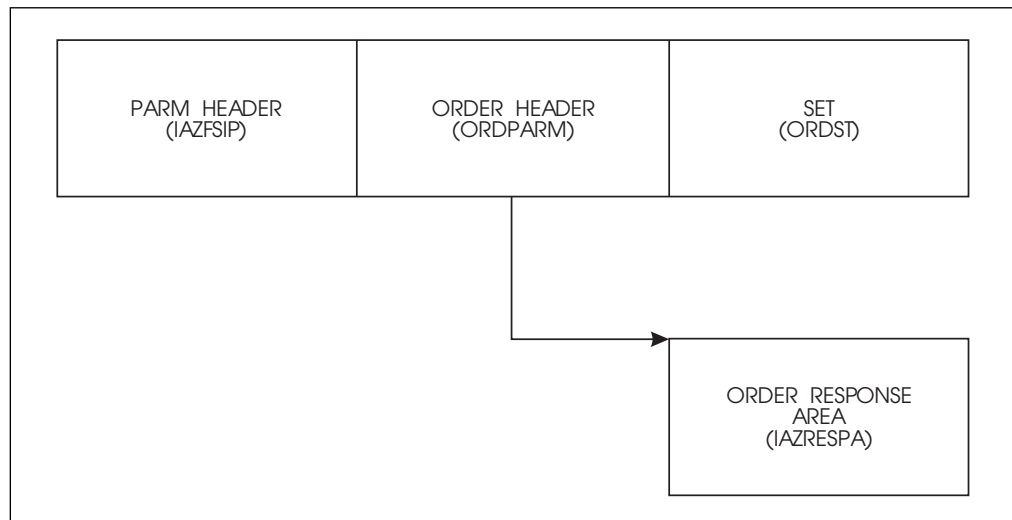 PARM HEADER
(IAZFSIP)
ORDER HEADER
(ORDPARM)
SET
(ORDST)
ORDER RESPONSE
AREA
(IAZRESPA)